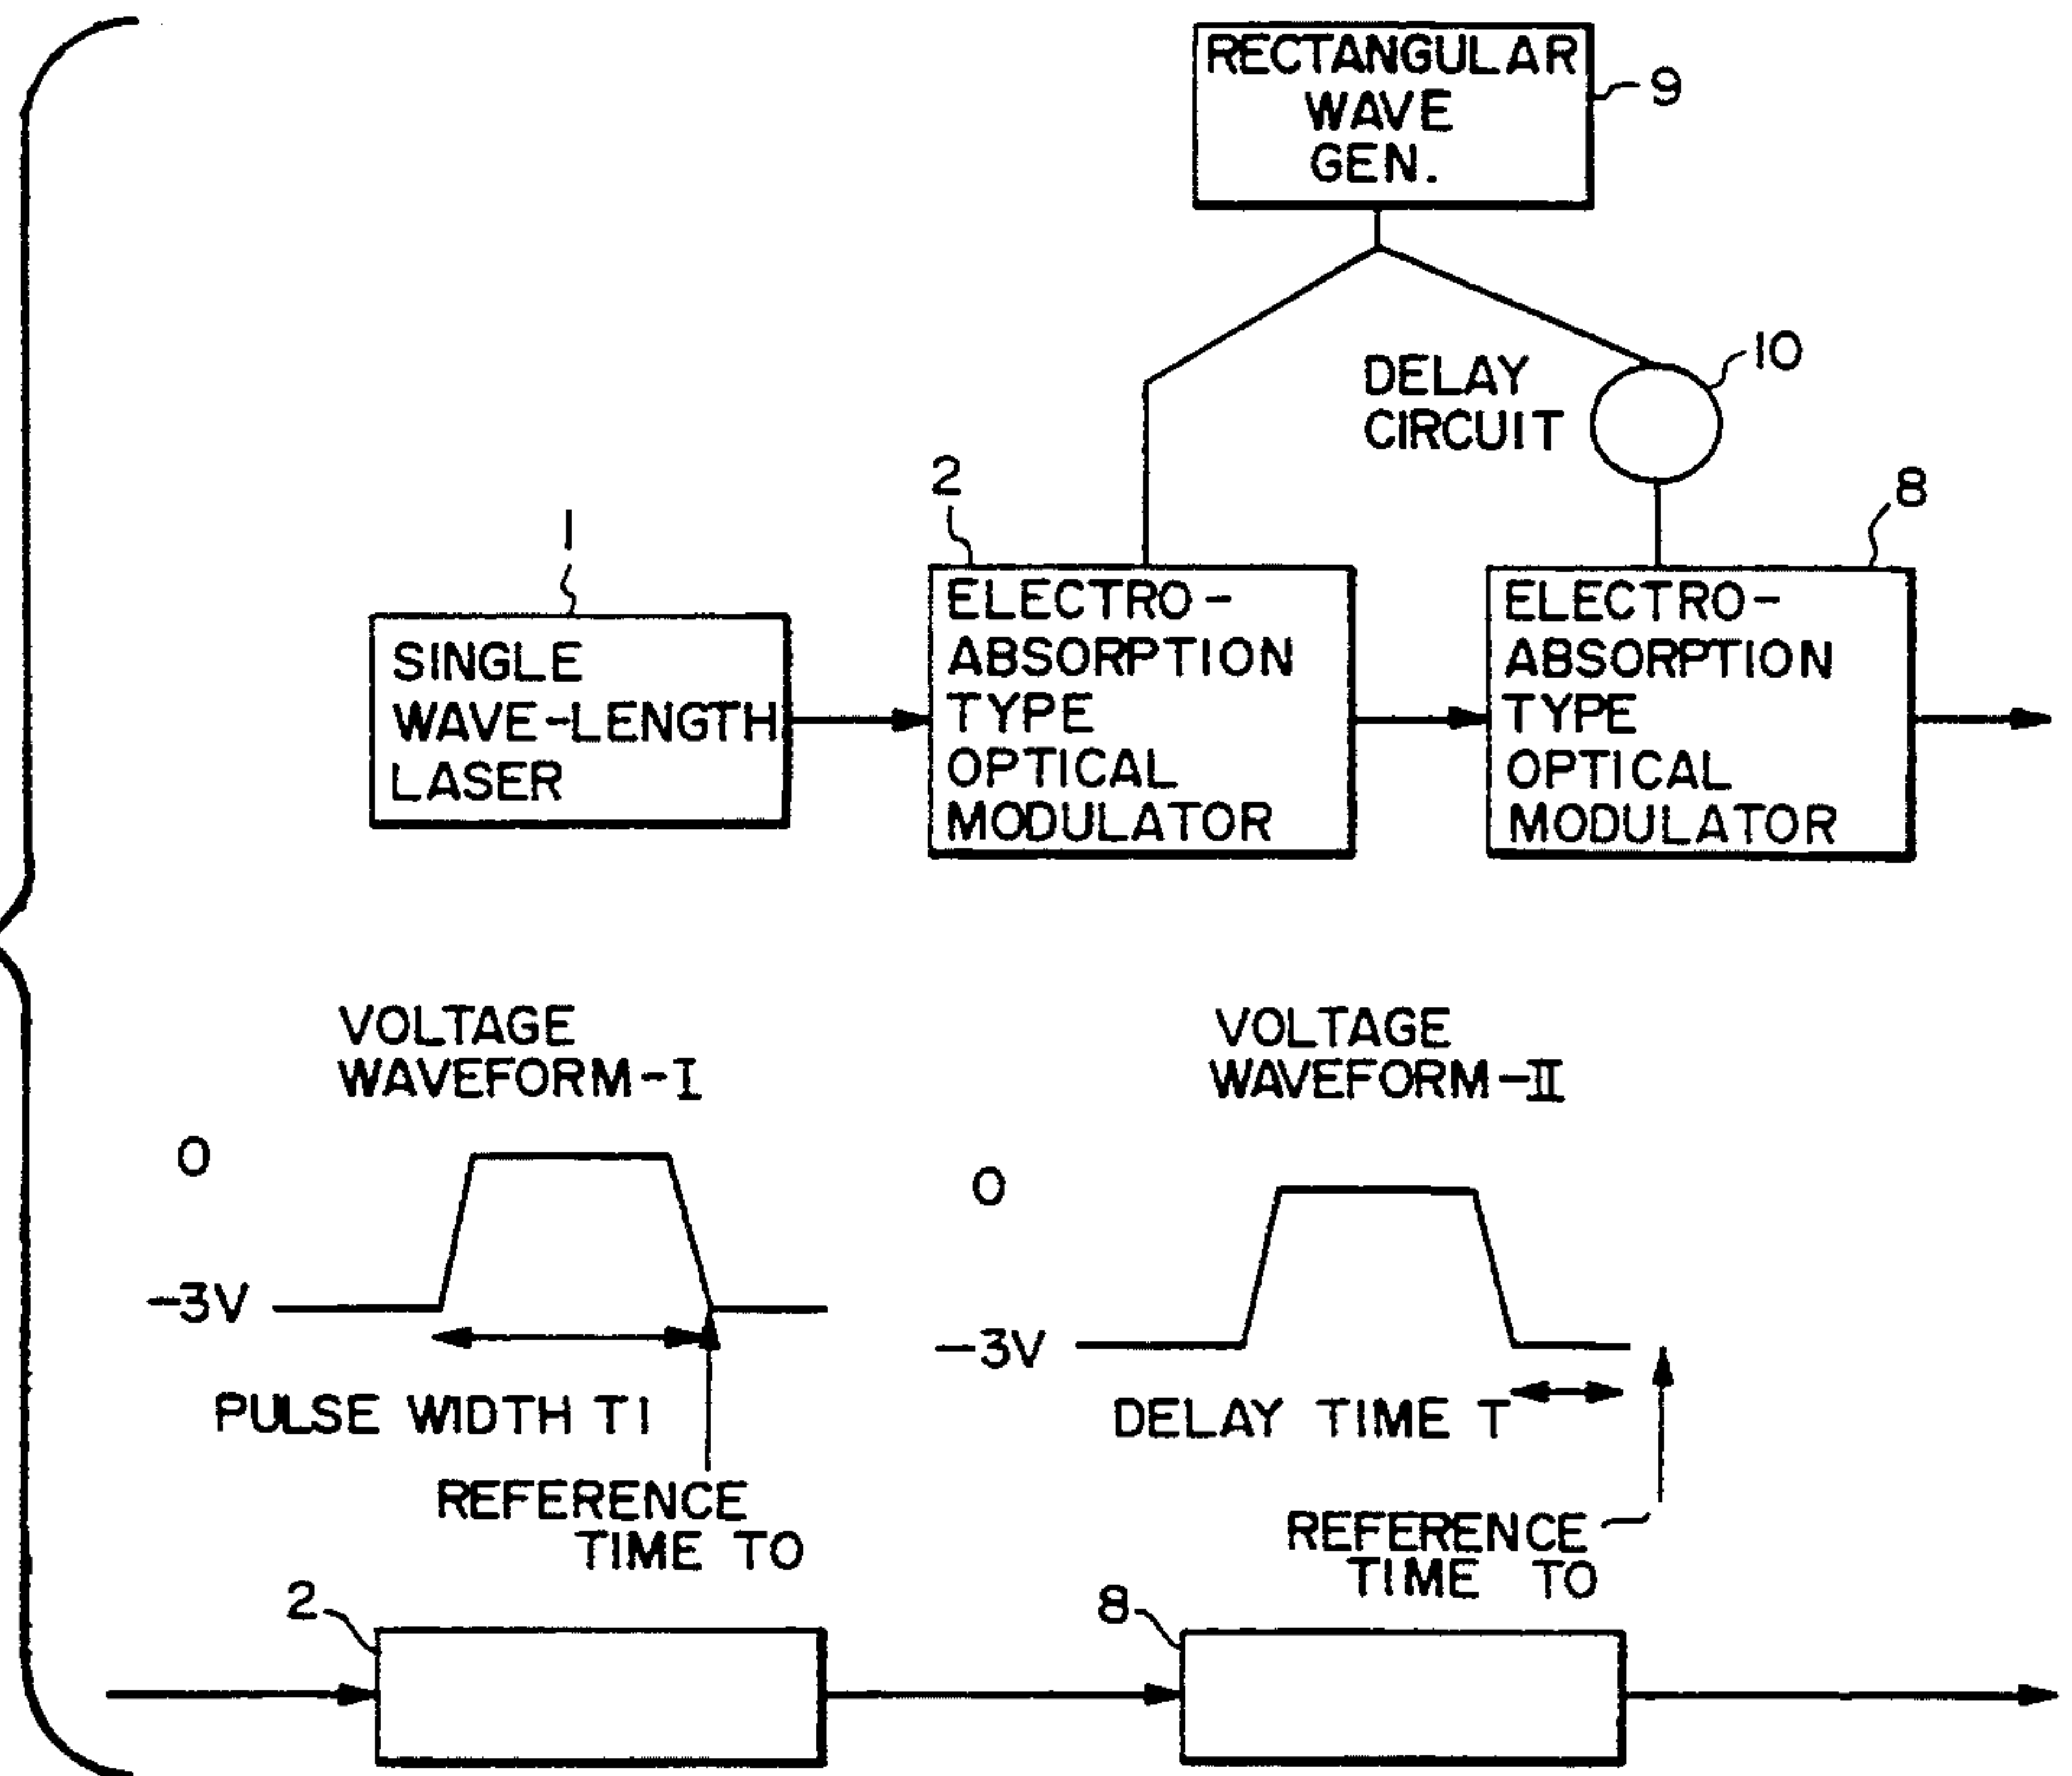 RECTANGULAR
WAVE
GEN.
9
DELAY
CIRCUIT
10
1
2
8
SINGLE
WAVE-LENGTH
LASER
ELECTRO-
ABSORPTION
TYPE
OPTICAL
MODULATOR
ELECTRO-
ABSORPTION
TYPE
OPTICAL
MODULATOR
VOLTAGE
WAVEFORM-I
0
-3V
PULSE WIDTH T1
REFERENCE
TIME TO
VOLTAGE
WAVEFORM-II
0
-3V
DELAY TIME T
REFERENCE
TIME TO
2
8